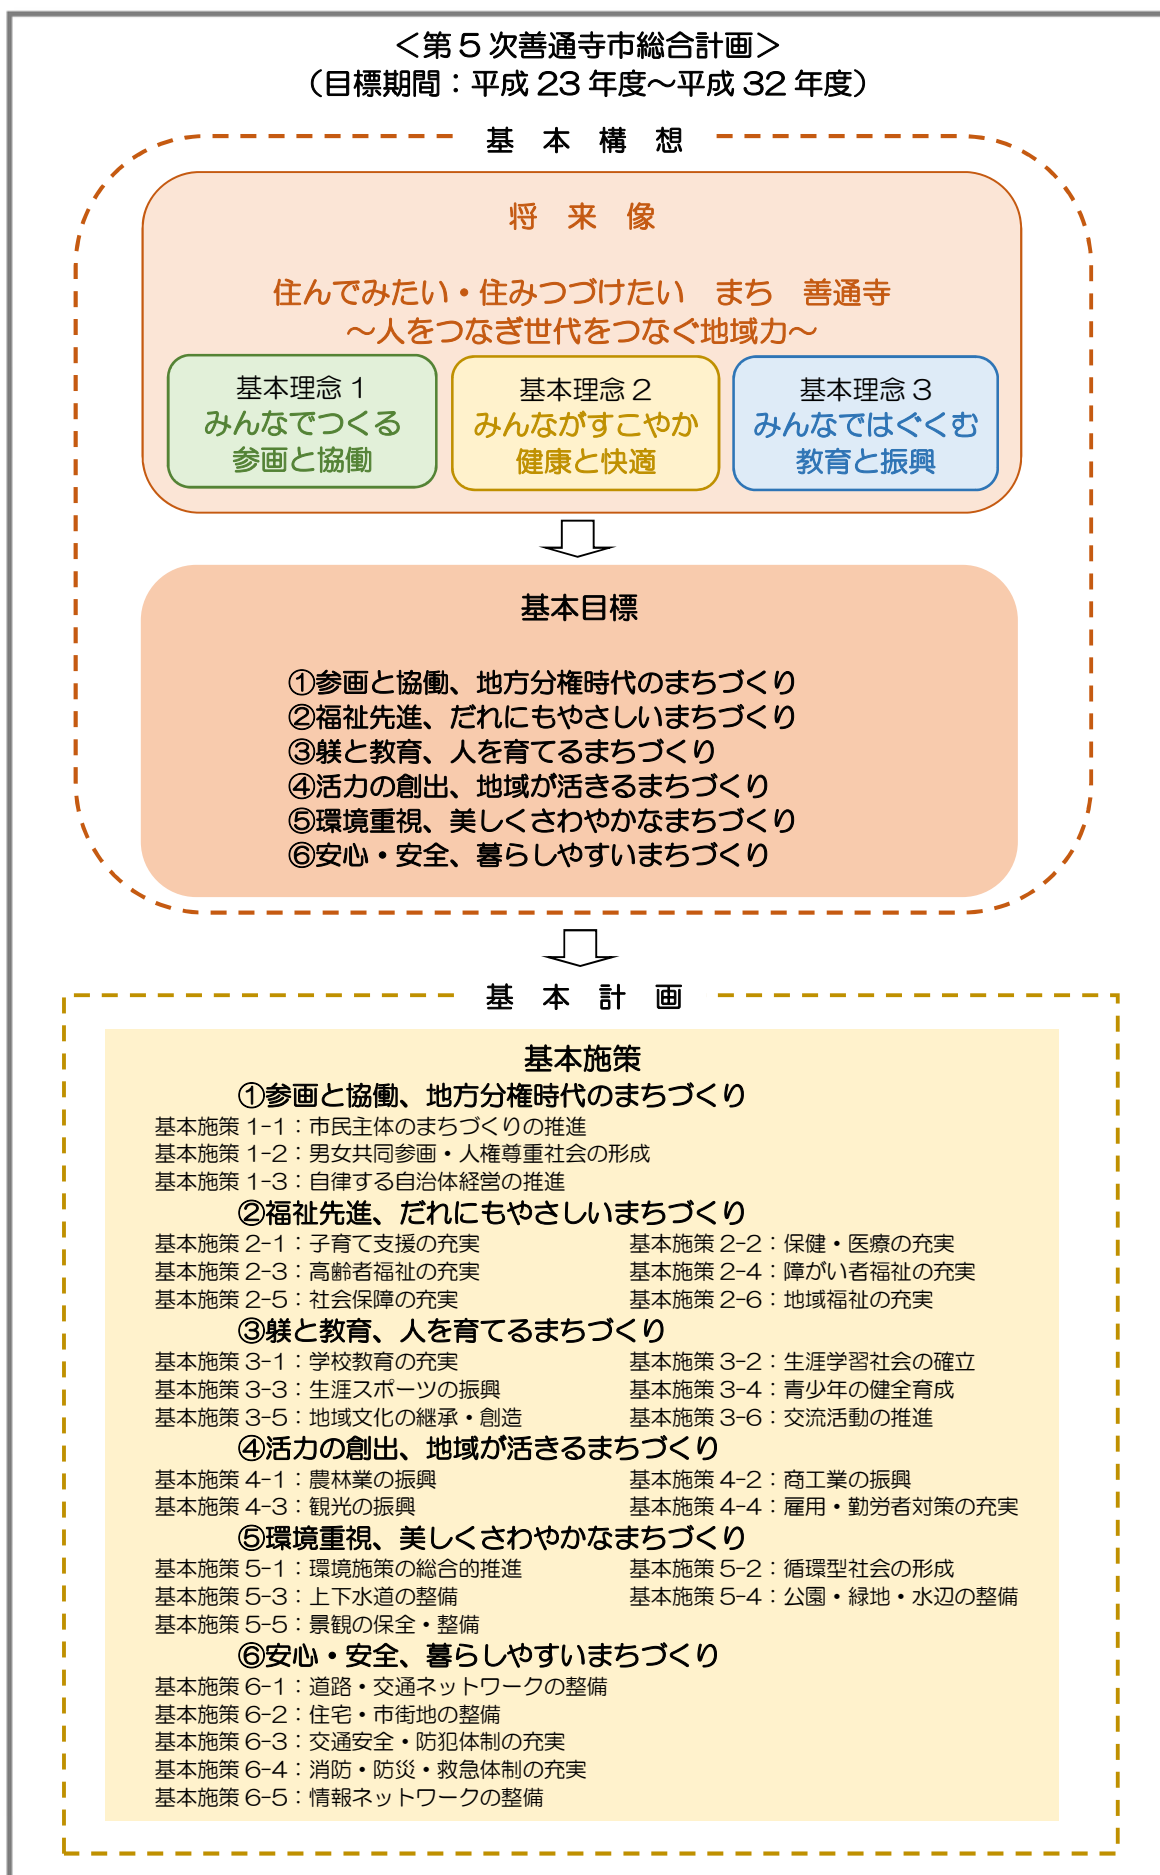 ＜第５次善通寺市総合計画＞
（目標期間：平成 23 年度～平成 32 年度）
基　本　構　想
将　来　像
住んでみたい・住みつづけたい　まち　善通寺
～人をつなぎ世代をつなぐ地域力～
基本理念１
みんなでつくる
参画と協働
基本理念２
みんながすこやか
健康と快適
基本理念３
みんなではぐくむ
教育と振興
基本目標
①参画と協働、地方分権時代のまちづくり
②福祉先進、だれにもやさしいまちづくり
③躾と教育、人を育てるまちづくり
④活力の創出、地域が活きるまちづくり
⑤環境重視、美しくさわやかなまちづくり
⑥安心・安全、暮らしやすいまちづくり
基　本　計　画
基本施策
①参画と協働、地方分権時代のまちづくり
基本施策 1-1：市民主体のまちづくりの推進
基本施策 1-2：男女共同参画・人権尊重社会の形成
基本施策 1-3：自律する自治体経営の推進
②福祉先進、だれにもやさしいまちづくり
基本施策 2-1：子育て支援の充実　基本施策 2-2：保健・医療の充実
基本施策 2-3：高齢者福祉の充実　基本施策 2-4：障がい者福祉の充実
基本施策 2-5：社会保障の充実　基本施策 2-6：地域福祉の充実
③躾と教育、人を育てるまちづくり
基本施策 3-1：学校教育の充実　基本施策 3-2：生涯学習社会の確立
基本施策 3-3：生涯スポーツの振興　基本施策 3-4：青少年の健全育成
基本施策 3-5：地域文化の継承・創造　基本施策 3-6：交流活動の推進
④活力の創出、地域が活きるまちづくり
基本施策 4-1：農林業の振興　基本施策 4-2：商工業の振興
基本施策 4-3：観光の振興　基本施策 4-4：雇用・勤労者対策の充実
⑤環境重視、美しくさわやかなまちづくり
基本施策 5-1：環境施策の総合的推進　基本施策 5-2：循環型社会の形成
基本施策 5-3：上下水道の整備　基本施策 5-4：公園・緑地・水辺の整備
基本施策 5-5：景観の保全・整備
⑥安心・安全、暮らしやすいまちづくり
基本施策 6-1：道路・交通ネットワークの整備
基本施策 6-2：住宅・市街地の整備
基本施策 6-3：交通安全・防犯体制の充実
基本施策 6-4：消防・防災・救急体制の充実
基本施策 6-5：情報ネットワークの整備